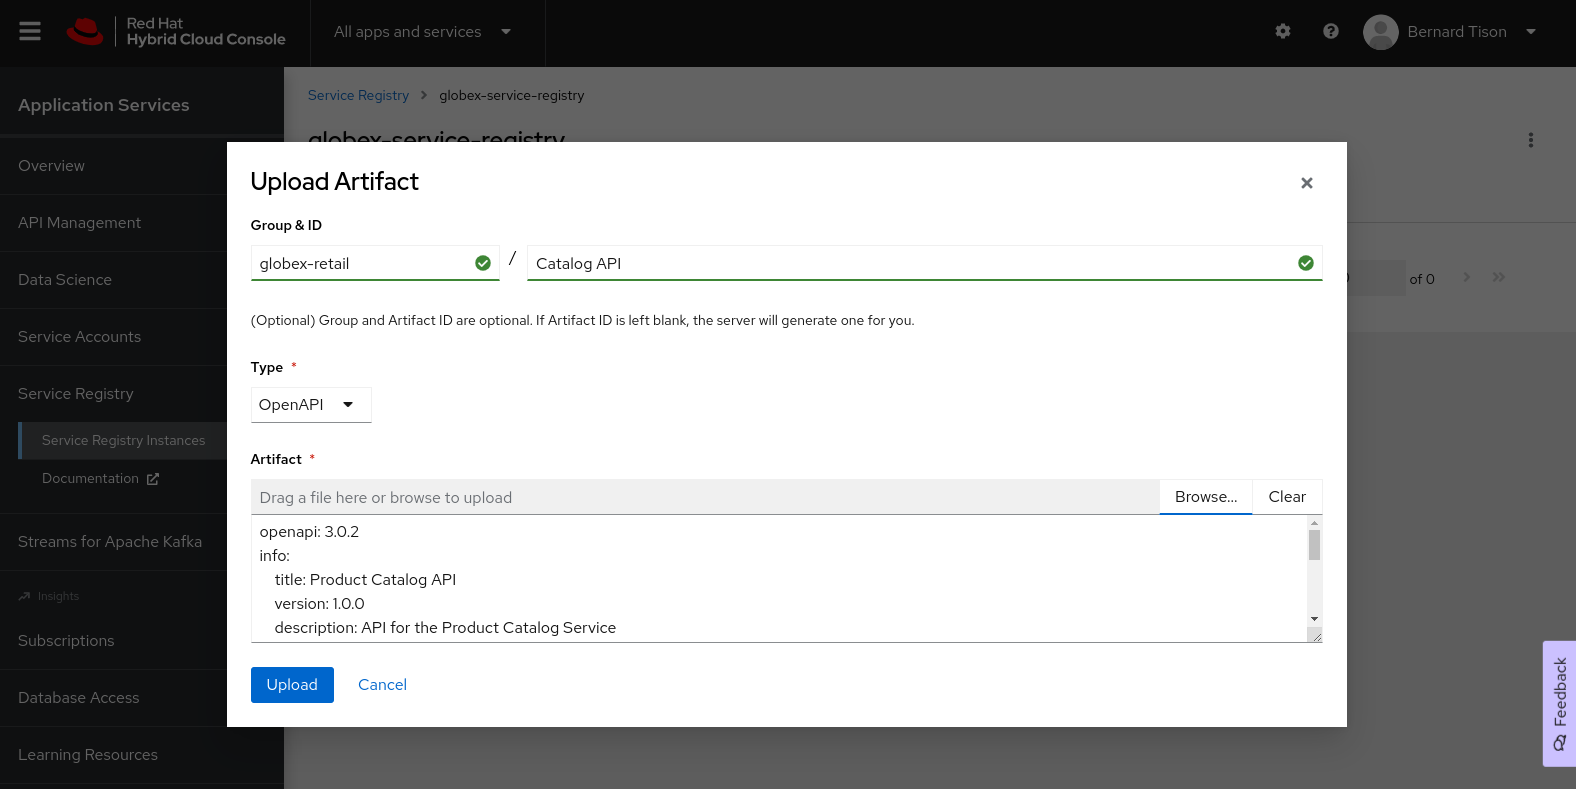 Red Hat
Hybrid Cloud Console
All apps and services
Bernard Tison
Application Services
Overview
API Management
Data Science
Service Accounts
Service Registry
Service Registry Instances
Documentation
Streams for Apache Kafka
Insights
Subscriptions
Database Access
Learning Resources
Service Registry > globex-service-registry
globex-service-registry
of 0
Upload Artifact
Group & ID
globex-retail / Catalog API
(Optional) Group and Artifact ID are optional. If Artifact ID is left blank, the server will generate one for you.
Type *
OpenAPI
Artifact *
Drag a file here or browse to upload
Browse...
Clear
openapi: 3.0.2
info:
title: Product Catalog API
version: 1.0.0
description: API for the Product Catalog Service
Upload
Cancel
Feedback